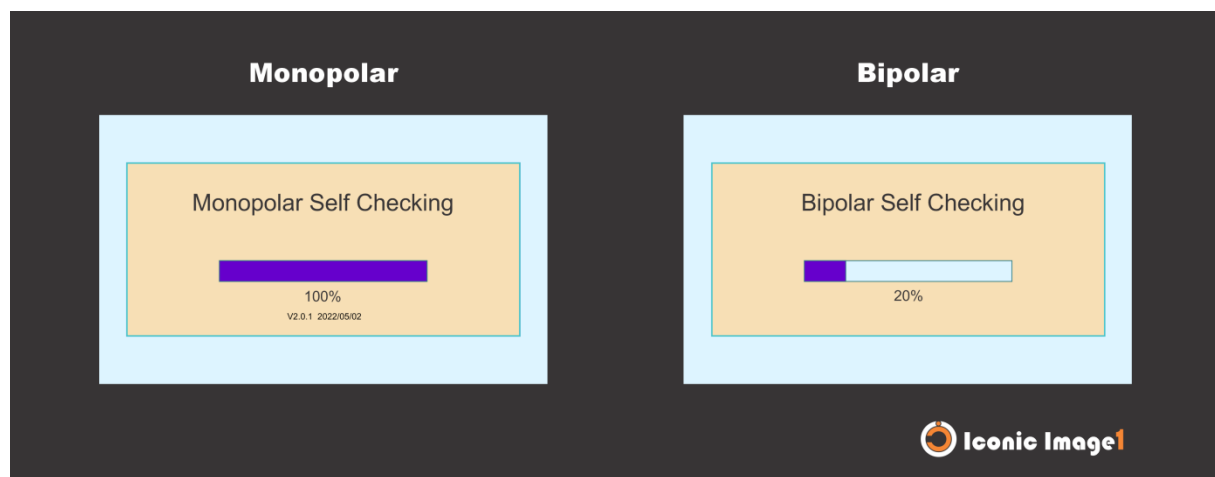 Monopolar
Monopolar Self Checking
100%
V2.0.1 2022/05/02
Bipolar
Bipolar Self Checking
20%
Iconic Image1